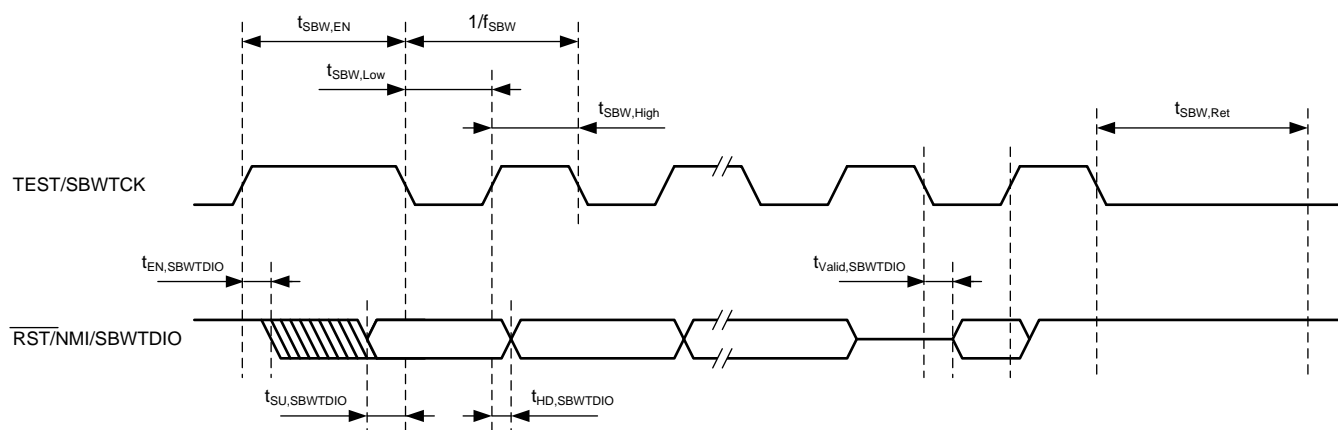 tSBW,EN
1/fSBW
tSBW,Low
tSBW,High
tSBW,Ret
TEST/SBWTCK
tEN,SBWTDIO
tValid,SBWTDIO
RST/NMI/SBWTDIO
tSU,SBWTDIO
tHD,SBWTDIO